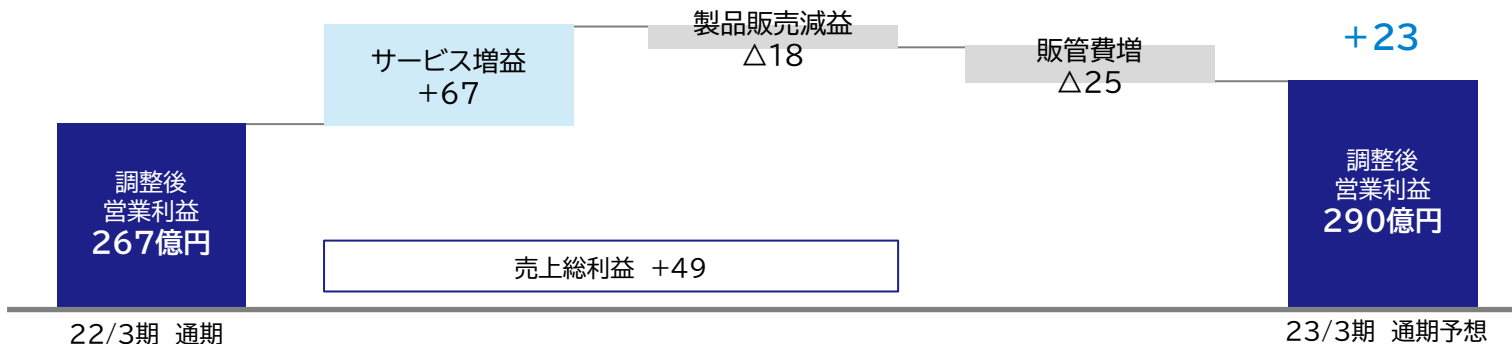 サービス増益
+67
製品販売減益
△18
販管費増
△25
+23
調整後
営業利益
267億円
調整後
営業利益
290億円
売上総利益 +49
22/3期 通期
23/3期 通期予想